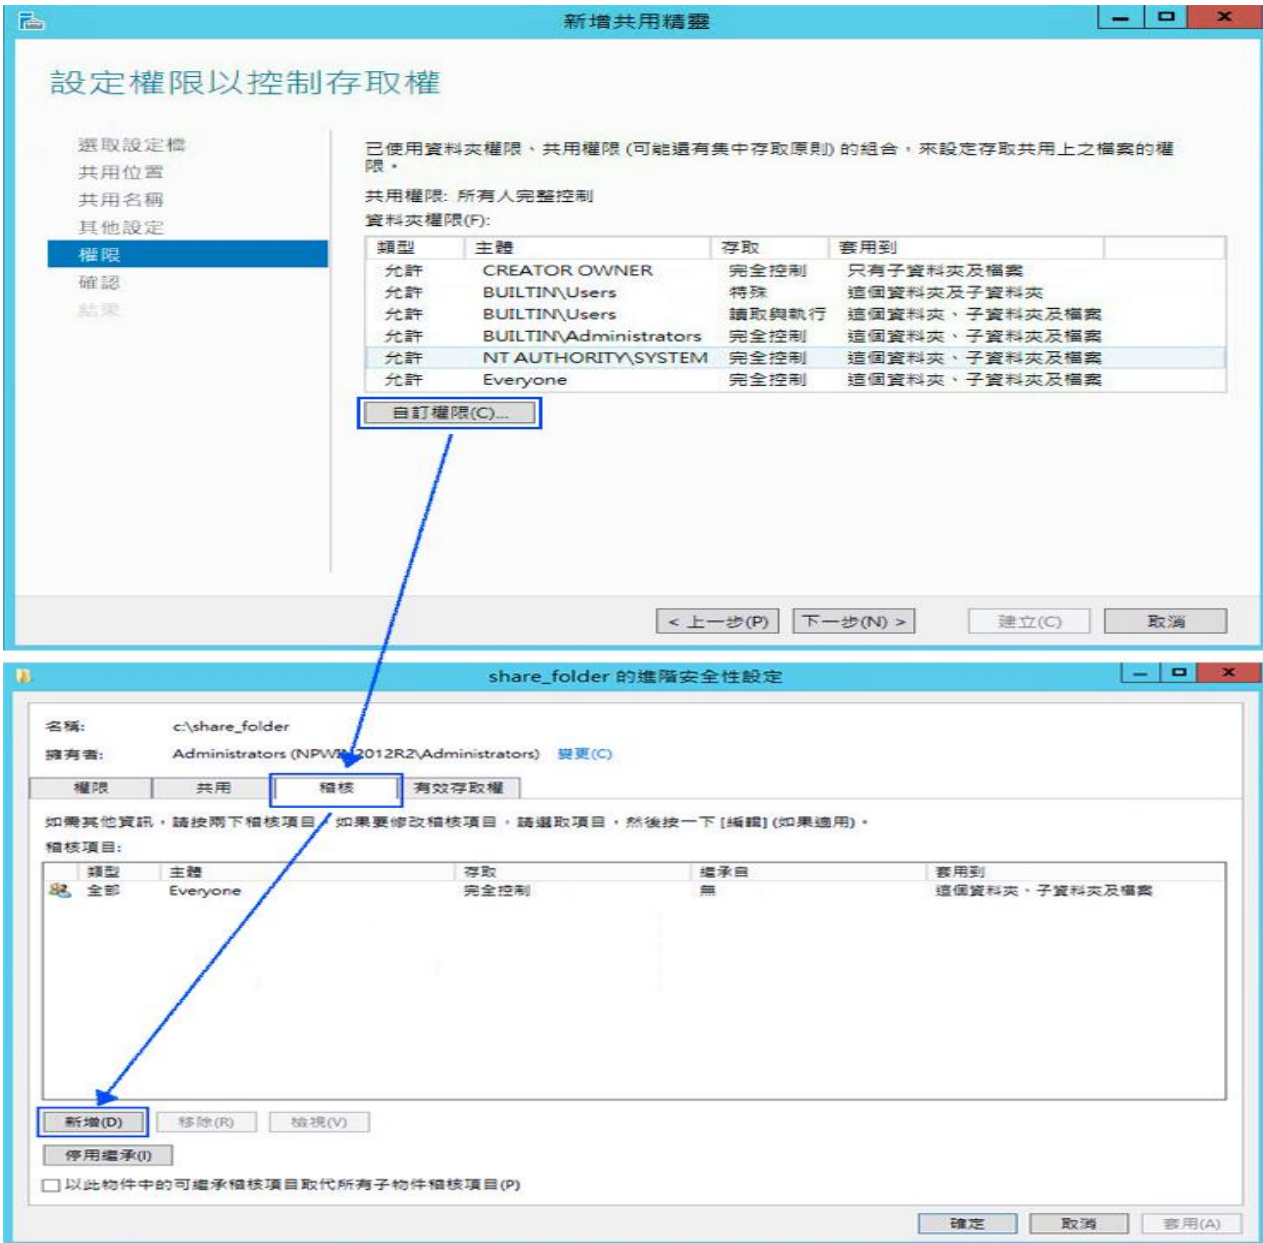 新增共用精靈
設定權限以控制存取權
選取設定檔
共用位置
共用名稱
其他設定
權限
確認
結果
已使用資料夾權限、共用權限 (可能還有集中存取原則) 的組合，來設定存取共用上之檔案的權
限。
共用權限: 所有人完整控制
資料夾權限(F):
類型 主體 存取 套用到
允許 CREATOR OWNER 完全控制 只有子資料夾及檔案
允許 BUILTIN\Users 特殊 這個資料夾及子資料夾
允許 BUILTIN\Users 讀取與執行 這個資料夾、子資料夾及檔案
允許 BUILTIN\Administrators 完全控制 這個資料夾、子資料夾及檔案
允許 NT AUTHORITY\SYSTEM 完全控制 這個資料夾、子資料夾及檔案
允許 Everyone 完全控制 這個資料夾、子資料夾及檔案
自訂權限(C)...
< 上一步(P) 下一步(N) > 建立(C) 取消
share_folder 的進階安全性設定
名稱: c:\share_folder
擁有者: Administrators (NPWIN2012R2\Administrators) 變更(C)
權限 共用 稽核 有效存取權
如需其他資訊，請按兩下稽核項目。如果要修改稽核項目，請選取項目，然後按一下 [編輯] (如果適用)。
稽核項目:
類型 主體 存取 繼承自 套用到
全部 Everyone 完全控制 無 這個資料夾、子資料夾及檔案
新增(D) 移除(R) 檢視(V)
停用繼承(I)
以此物件中的可繼承稽核項目取代所有子物件稽核項目(P)
確定 取消 套用(A)